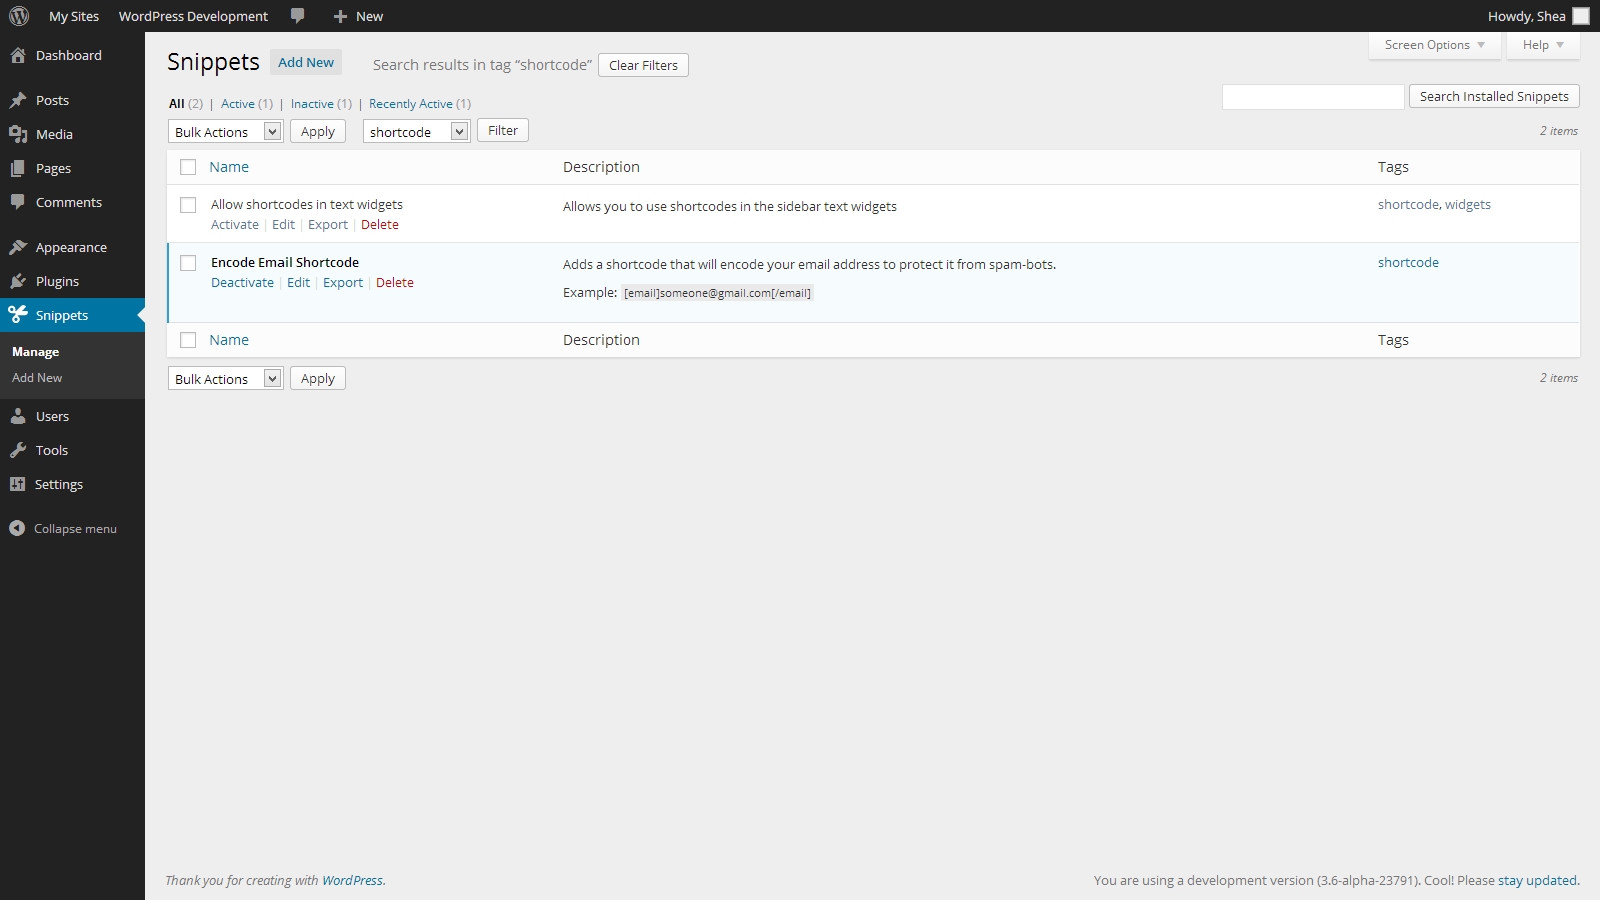 My Sites WordPress Development New Howdy, Shea
Screen Options Help
Dashboard
Posts
Media
Pages
Comments
Appearance
Plugins
Snippets
Manage
Add New
Users
Tools
Settings
Collapse menu
Snippets Add New Search results in tag “shortcode” Clear Filters
All (2) | Active (1) | Inactive (1) | Recently Active (1)
Search Installed Snippets
Bulk Actions Apply shortcode Filter 2 items
Name Description Tags
Allow shortcodes in text widgets Allows you to use shortcodes in the sidebar text widgets shortcode, widgets
Activate | Edit | Export | Delete
Encode Email Shortcode Adds a shortcode that will encode your email address to protect it from spam-bots. shortcode
Deactivate | Edit | Export | Delete
Example: [email]someone@gmail.com[/email]
Name Description Tags
Bulk Actions Apply 2 items
Thank you for creating with WordPress. You are using a development version (3.6-alpha-23791). Cool! Please stay updated.